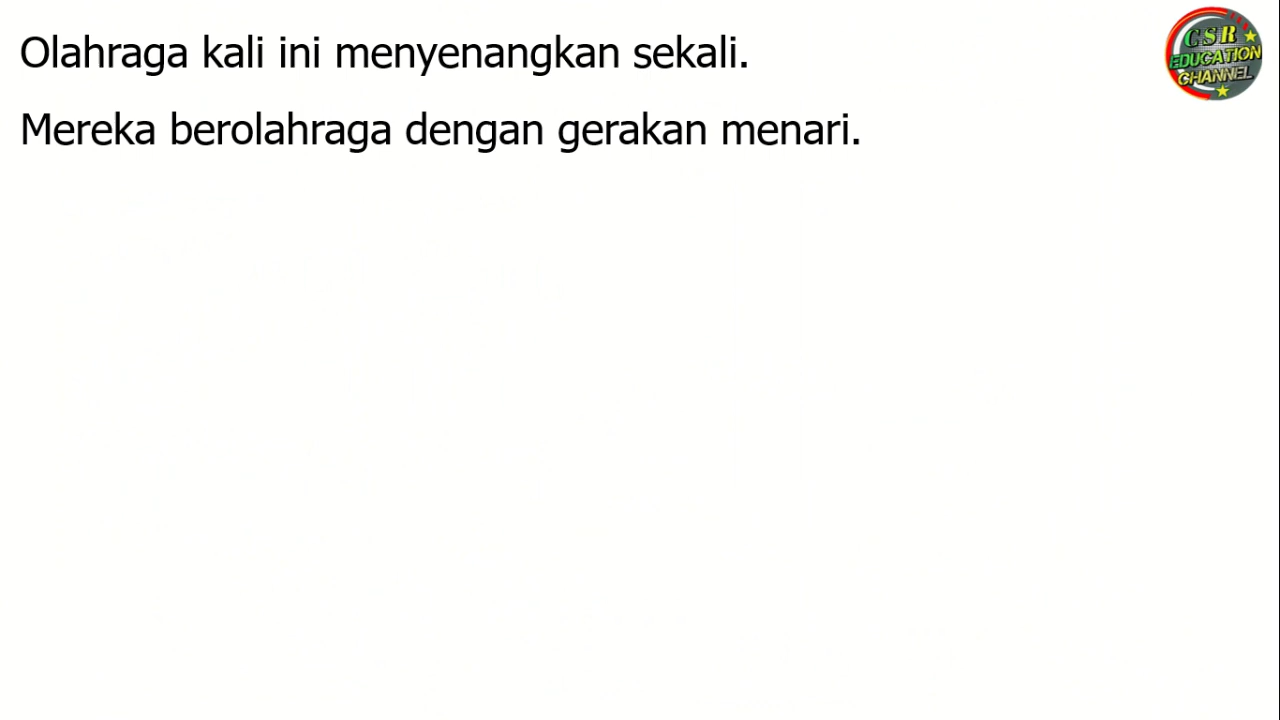 Olahraga kali ini menyenangkan sekali.
Mereka berolahraga dengan gerakan menari.
CSR
EDUCATION
CHANNEL